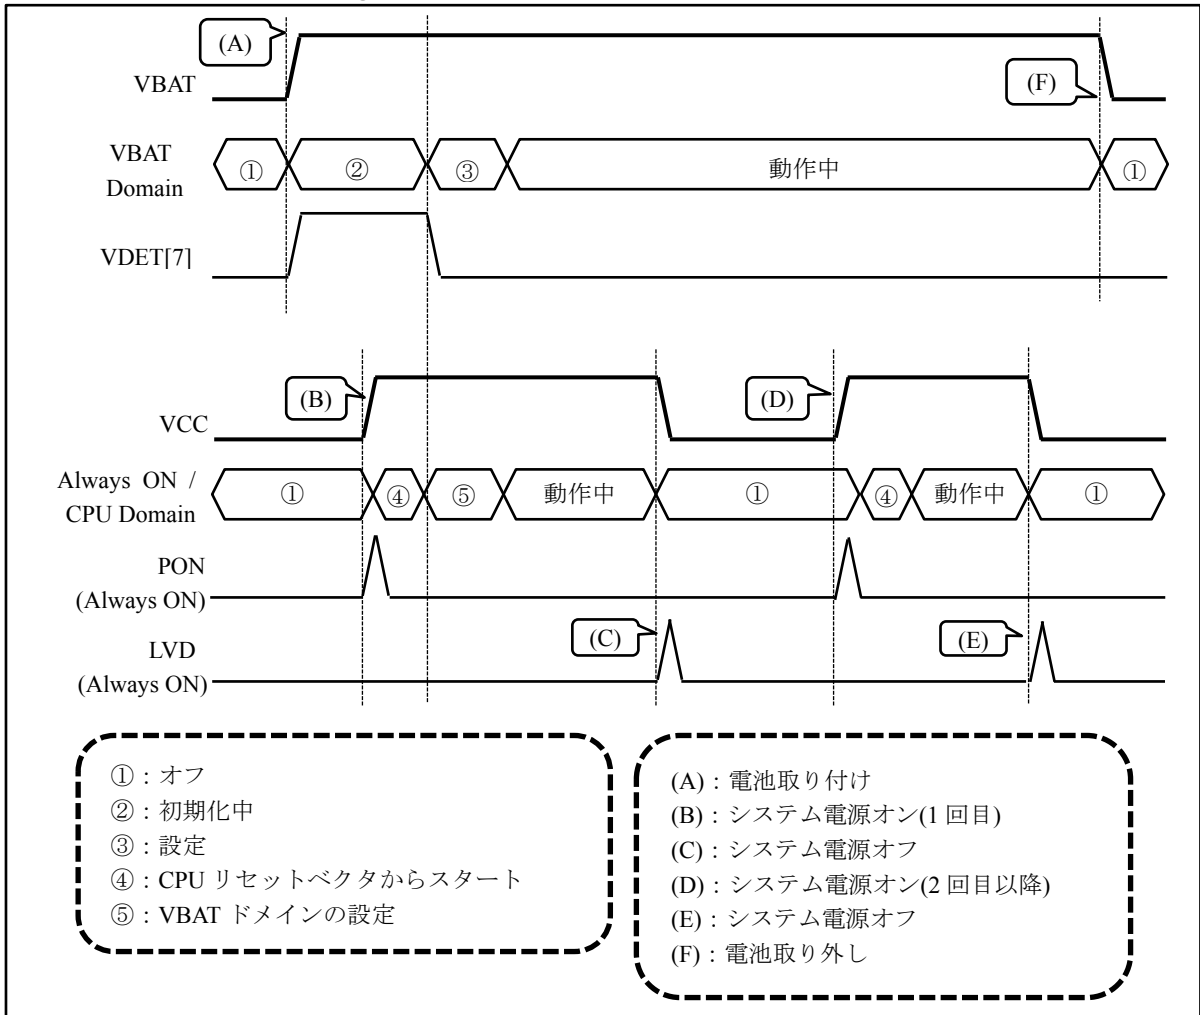 (A)
VBAT
(F)
VBAT
Domain
① ② ③ 動作中 ①
VDET[7]
(B)
(D)
VCC
Always ON /
CPU Domain
① ④ ⑤ 動作中 ① ④ 動作中 ①
PON
(Always ON)
(C)
(E)
LVD
(Always ON)
①:オフ
②:初期化中
③:設定
④:CPU リセットベクタからスタート
⑤:VBAT ドメインの設定
(A):電池取り付け
(B):システム電源オン(1 回目)
(C):システム電源オフ
(D):システム電源オン(2 回目以降)
(E):システム電源オフ
(F):電池取り外し